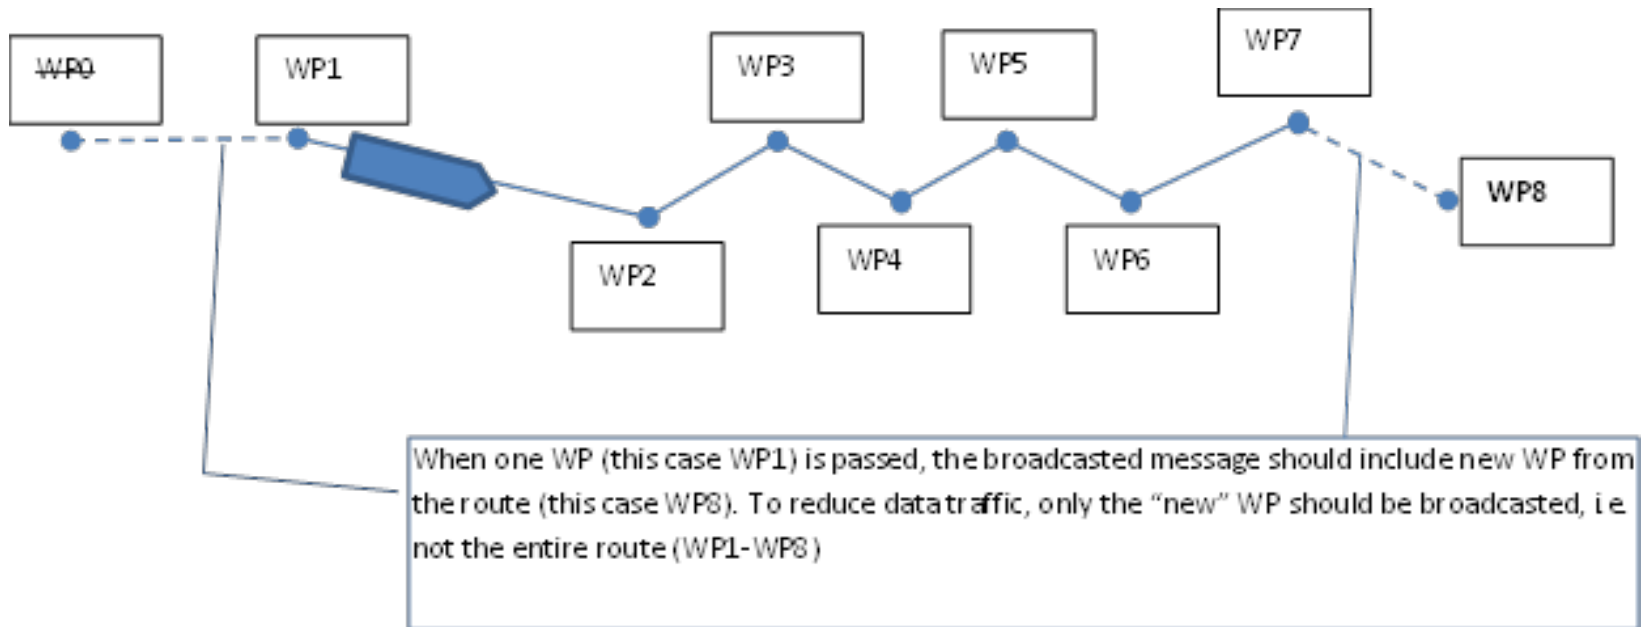 WP0
WP1
WP3
WP5
WP7
WP8
WP2
WP4
WP6
When one WP (this case WP1) is passed, the broadcasted message should include new WP from
the route (this case WP8). To reduce data traffic, only the “new” WP should be broadcasted, i.e.
not the entire route (WP1-WP8)